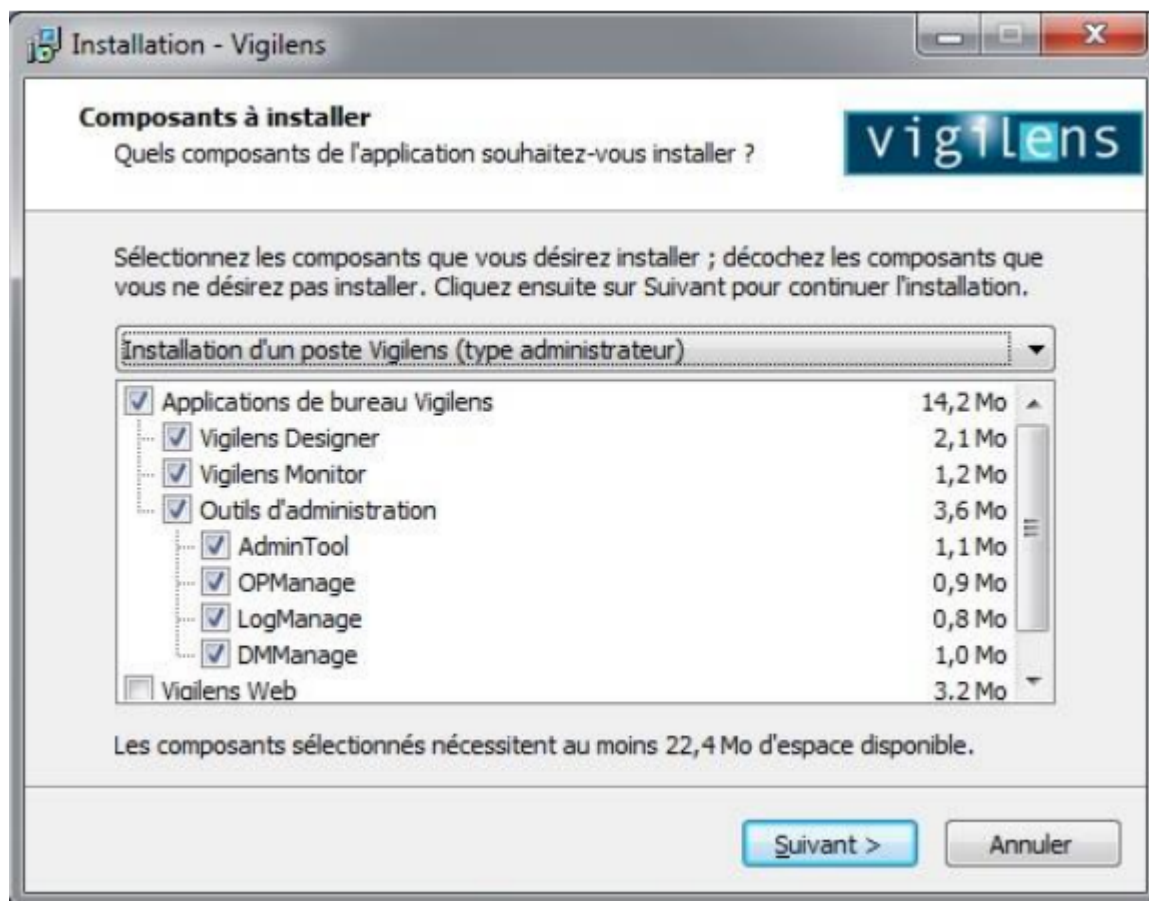 Installation - Vigilens
Composants à installer
Quels composants de l'application souhaitez-vous installer ?
vigilens
Sélectionnez les composants que vous désirez installer ; décochez les composants que
vous ne désirez pas installer. Cliquez ensuite sur Suivant pour continuer l'installation.
Installation d'un poste Vigilens (type administrateur)
Applications de bureau Vigilens 14,2 Mo
Vigilens Designer 2,1 Mo
Vigilens Monitor 1,2 Mo
Outils d'administration 3,6 Mo
AdminTool 1,1 Mo
OPManage 0,9 Mo
LogManage 0,8 Mo
DMManage 1,0 Mo
Vigilens Web 3,2 Mo
Les composants sélectionnés nécessitent au moins 22,4 Mo d'espace disponible.
Suivant > Annuler